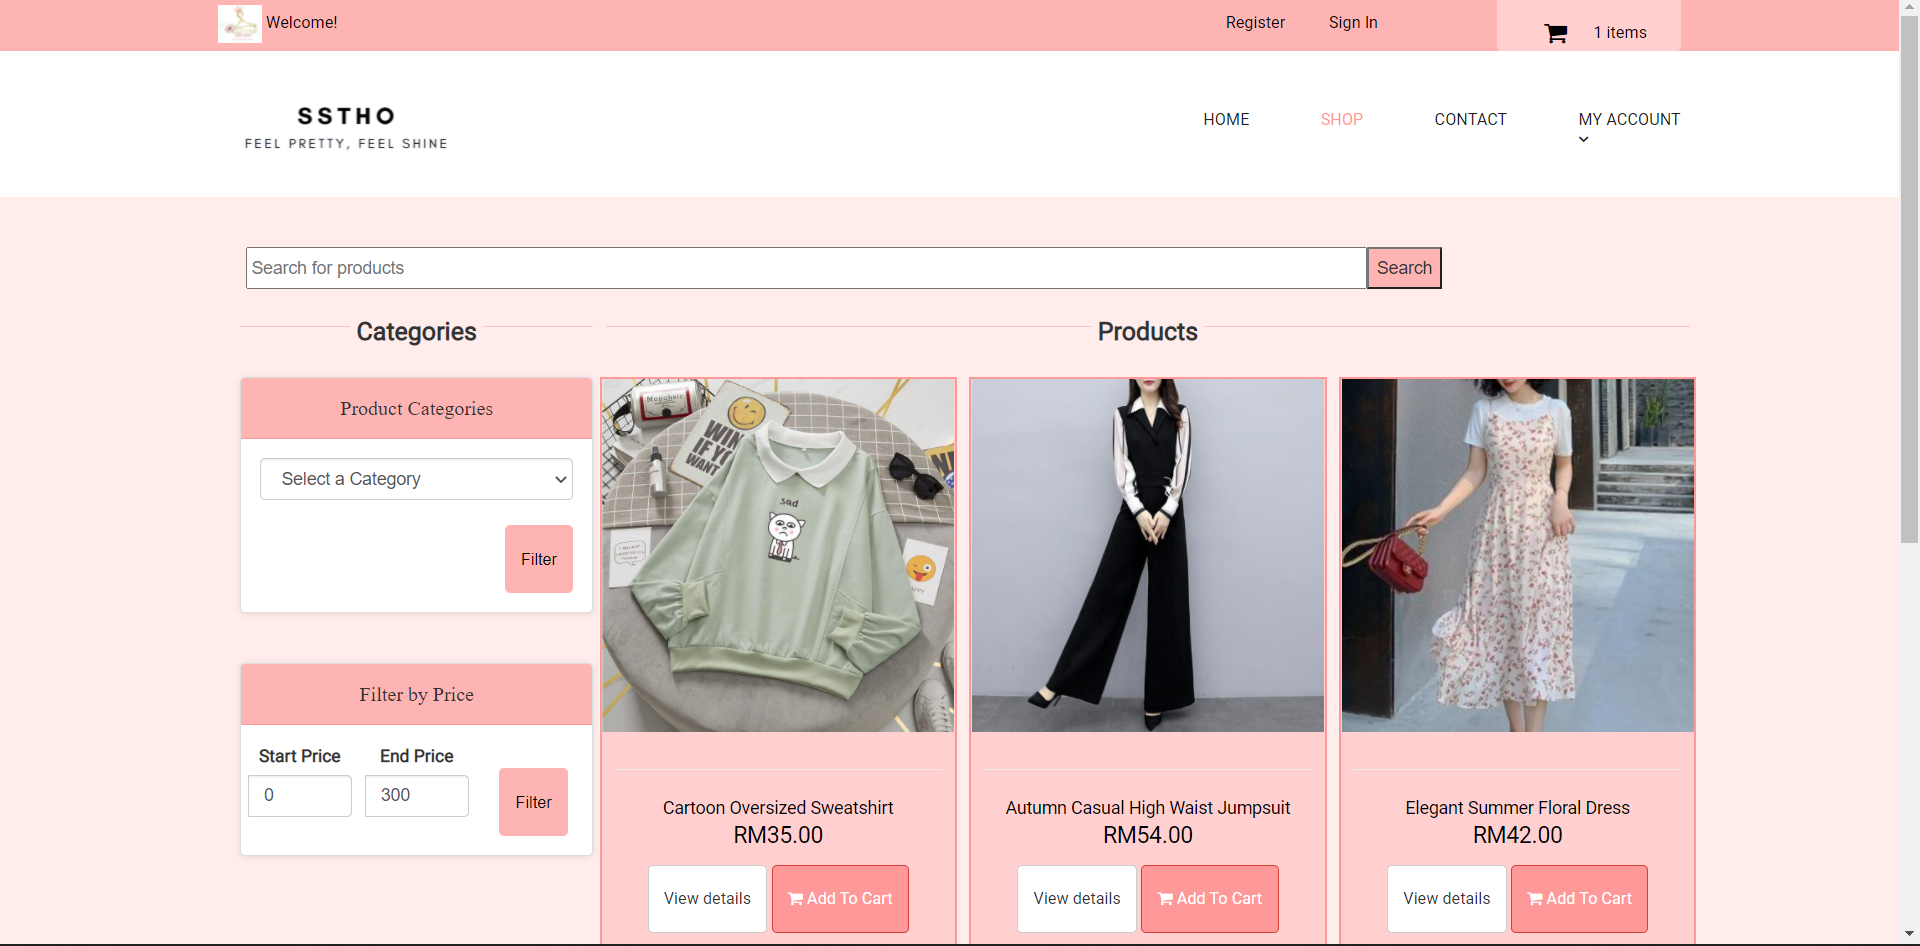 Welcome!
Register
Sign In
1 items
SSTHO
FEEL PRETTY, FEEL SHINE
HOME
SHOP
CONTACT
MY ACCOUNT
Search for products
Search
Categories
Products
Product Categories
Select a Category
Filter
Filter by Price
Start Price
End Price
0
300
Filter
sad
Cartoon Oversized Sweatshirt
RM35.00
View details
Add To Cart
Autumn Casual High Waist Jumpsuit
RM54.00
View details
Add To Cart
Elegant Summer Floral Dress
RM42.00
View details
Add To Cart